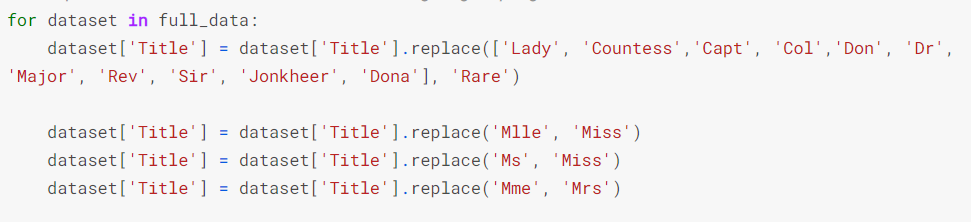 for dataset in full_data:
    dataset['Title'] = dataset['Title'].replace(['Lady', 'Countess','Capt', 'Col','Don', 'Dr',
'Major', 'Rev', 'Sir', 'Jonkheer', 'Dona'], 'Rare')

    dataset['Title'] = dataset['Title'].replace('Mlle', 'Miss')
    dataset['Title'] = dataset['Title'].replace('Ms', 'Miss')
    dataset['Title'] = dataset['Title'].replace('Mme', 'Mrs')